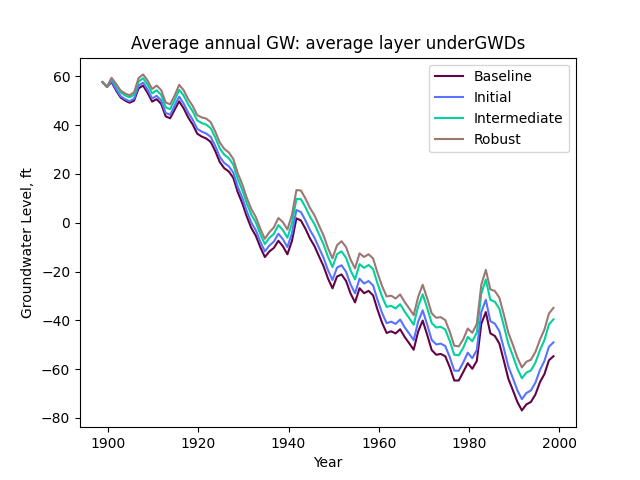 Average annual GW: average layer underGWDs
Baseline
Initial
Intermediate
Robust
60
40
20
0
−20
−40
−60
−80
Groundwater Level, ft
1900 1920 1940 1960 1980 2000
Year